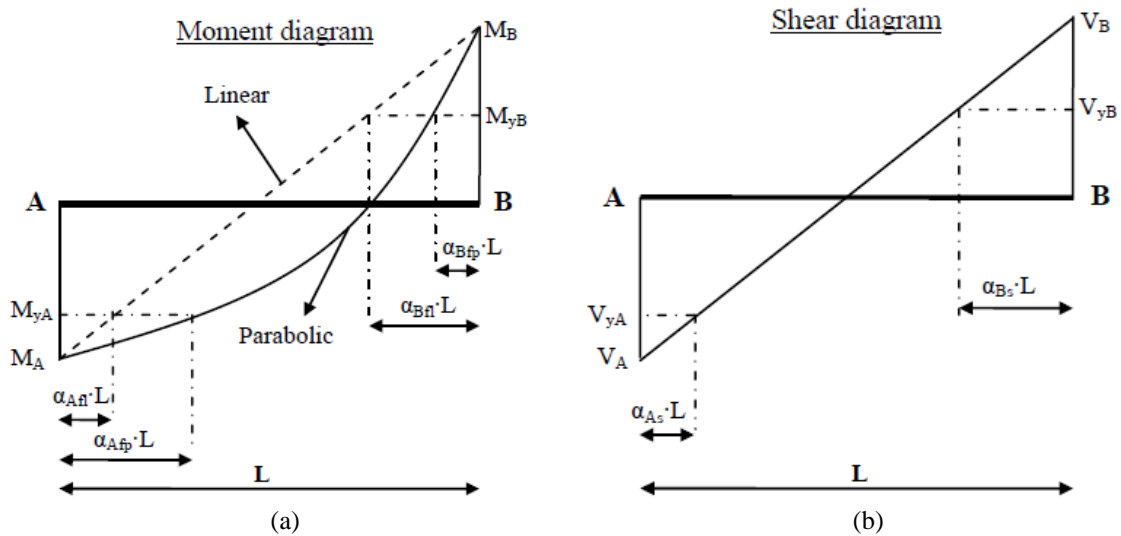 Moment diagram
M_B
Linear
M_yB
A
B
α_Bfp·L
α_Bfl·L
M_yA
Parabolic
M_A
α_Afl·L
α_Afp·L
L
(a)
Shear diagram
V_B
V_yB
A
B
α_Bs·L
V_yA
V_A
α_As·L
L
(b)